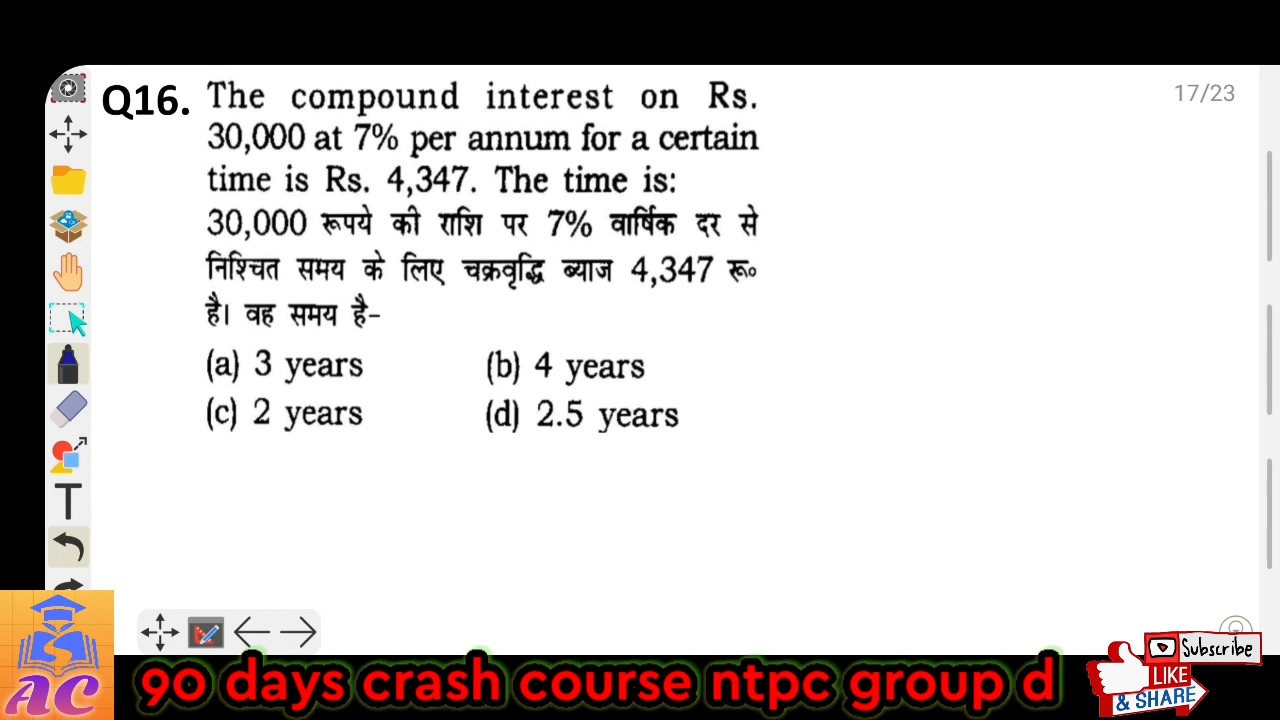 17/23
Q16. The compound interest on Rs.
30,000 at 7% per annum for a certain
time is Rs. 4,347. The time is:
30,000 रूपये की राशि पर 7% वार्षिक दर से
निश्चित समय के लिए चक्रवृद्धि ब्याज 4,347 रू०
है। वह समय है-
(a) 3 years (b) 4 years
(c) 2 years (d) 2.5 years
T
S
AC
90 days crash course ntpc group d
Subscribe
LIKE
& SHARE